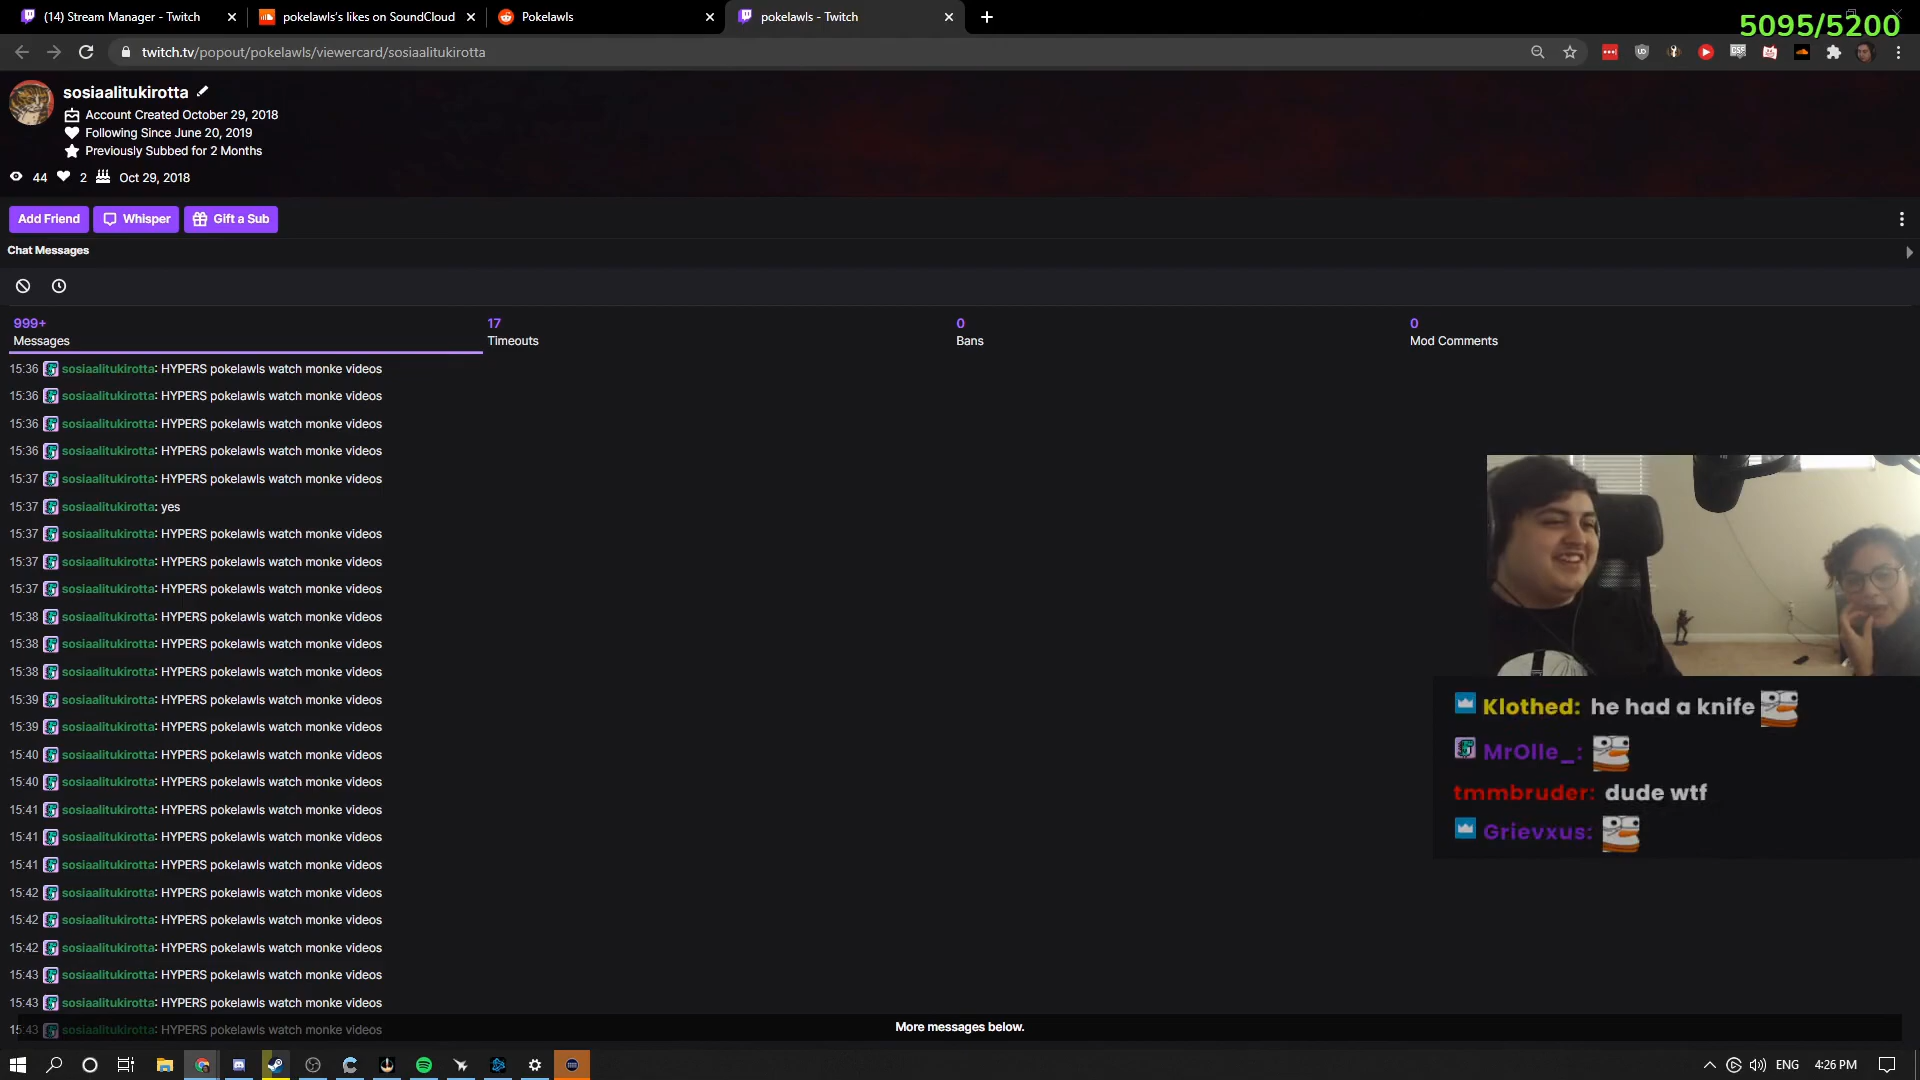 (14) Stream Manager - Twitch
pokelawls's likes on SoundCloud
Pokelawls
pokelawls - Twitch
5095/5200
twitch.tv/popout/pokelawls/viewercard/sosiaalitukirotta
sosiaalitukirotta
Account Created October 29, 2018
Following Since June 20, 2019
Previously Subbed for 2 Months
44 2 Oct 29, 2018
Add Friend Whisper Gift a Sub
Chat Messages
999+ 17 0 0
Messages Timeouts Bans Mod Comments
15:36 sosiaalitukirotta: HYPERS pokelawls watch monke videos
15:36 sosiaalitukirotta: HYPERS pokelawls watch monke videos
15:36 sosiaalitukirotta: HYPERS pokelawls watch monke videos
15:36 sosiaalitukirotta: HYPERS pokelawls watch monke videos
15:37 sosiaalitukirotta: HYPERS pokelawls watch monke videos
15:37 sosiaalitukirotta: yes
15:37 sosiaalitukirotta: HYPERS pokelawls watch monke videos
15:37 sosiaalitukirotta: HYPERS pokelawls watch monke videos
15:37 sosiaalitukirotta: HYPERS pokelawls watch monke videos
15:38 sosiaalitukirotta: HYPERS pokelawls watch monke videos
15:38 sosiaalitukirotta: HYPERS pokelawls watch monke videos
15:38 sosiaalitukirotta: HYPERS pokelawls watch monke videos
15:39 sosiaalitukirotta: HYPERS pokelawls watch monke videos
15:39 sosiaalitukirotta: HYPERS pokelawls watch monke videos
15:40 sosiaalitukirotta: HYPERS pokelawls watch monke videos
15:40 sosiaalitukirotta: HYPERS pokelawls watch monke videos
15:41 sosiaalitukirotta: HYPERS pokelawls watch monke videos
15:41 sosiaalitukirotta: HYPERS pokelawls watch monke videos
15:41 sosiaalitukirotta: HYPERS pokelawls watch monke videos
15:42 sosiaalitukirotta: HYPERS pokelawls watch monke videos
15:42 sosiaalitukirotta: HYPERS pokelawls watch monke videos
15:42 sosiaalitukirotta: HYPERS pokelawls watch monke videos
15:43 sosiaalitukirotta: HYPERS pokelawls watch monke videos
15:43 sosiaalitukirotta: HYPERS pokelawls watch monke videos
15:43 sosiaalitukirotta: HYPERS pokelawls watch monke videos
More messages below.
Klothed: he had a knife
MrOlle_:
tmmbruder: dude wtf
Grievxus:
ENG 4:26 PM